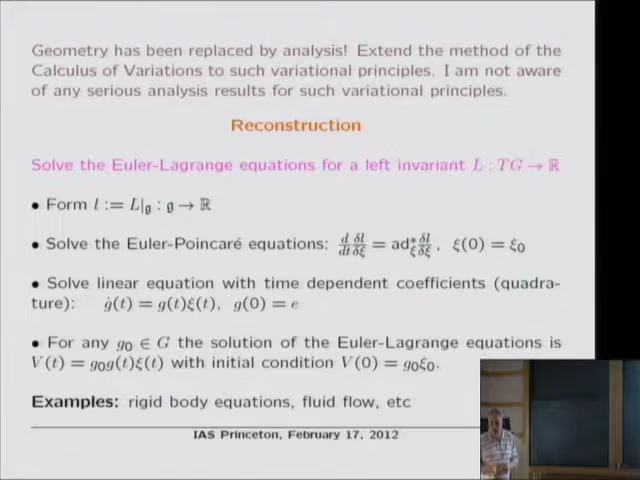 Geometry has been replaced by analysis! Extend the method of the
Calculus of Variations to such variational principles. I am not aware
of any serious analysis results for such variational principles.
Reconstruction
Solve the Euler-Lagrange equations for a left invariant L : TG → ℝ
• Form l := L|𝔤 : 𝔤 → ℝ
• Solve the Euler-Poincaré equations: d/dt δl/δξ = ad*ξ δl/δξ, ξ(0) = ξ₀
• Solve linear equation with time dependent coefficients (quadra-
ture): ġ(t) = g(t)ξ(t), g(0) = e
• For any g₀ ∈ G the solution of the Euler-Lagrange equations is
V(t) = g₀g(t)ξ(t) with initial condition V(0) = g₀ξ₀.
Examples: rigid body equations, fluid flow, etc
IAS Princeton, February 17, 2012